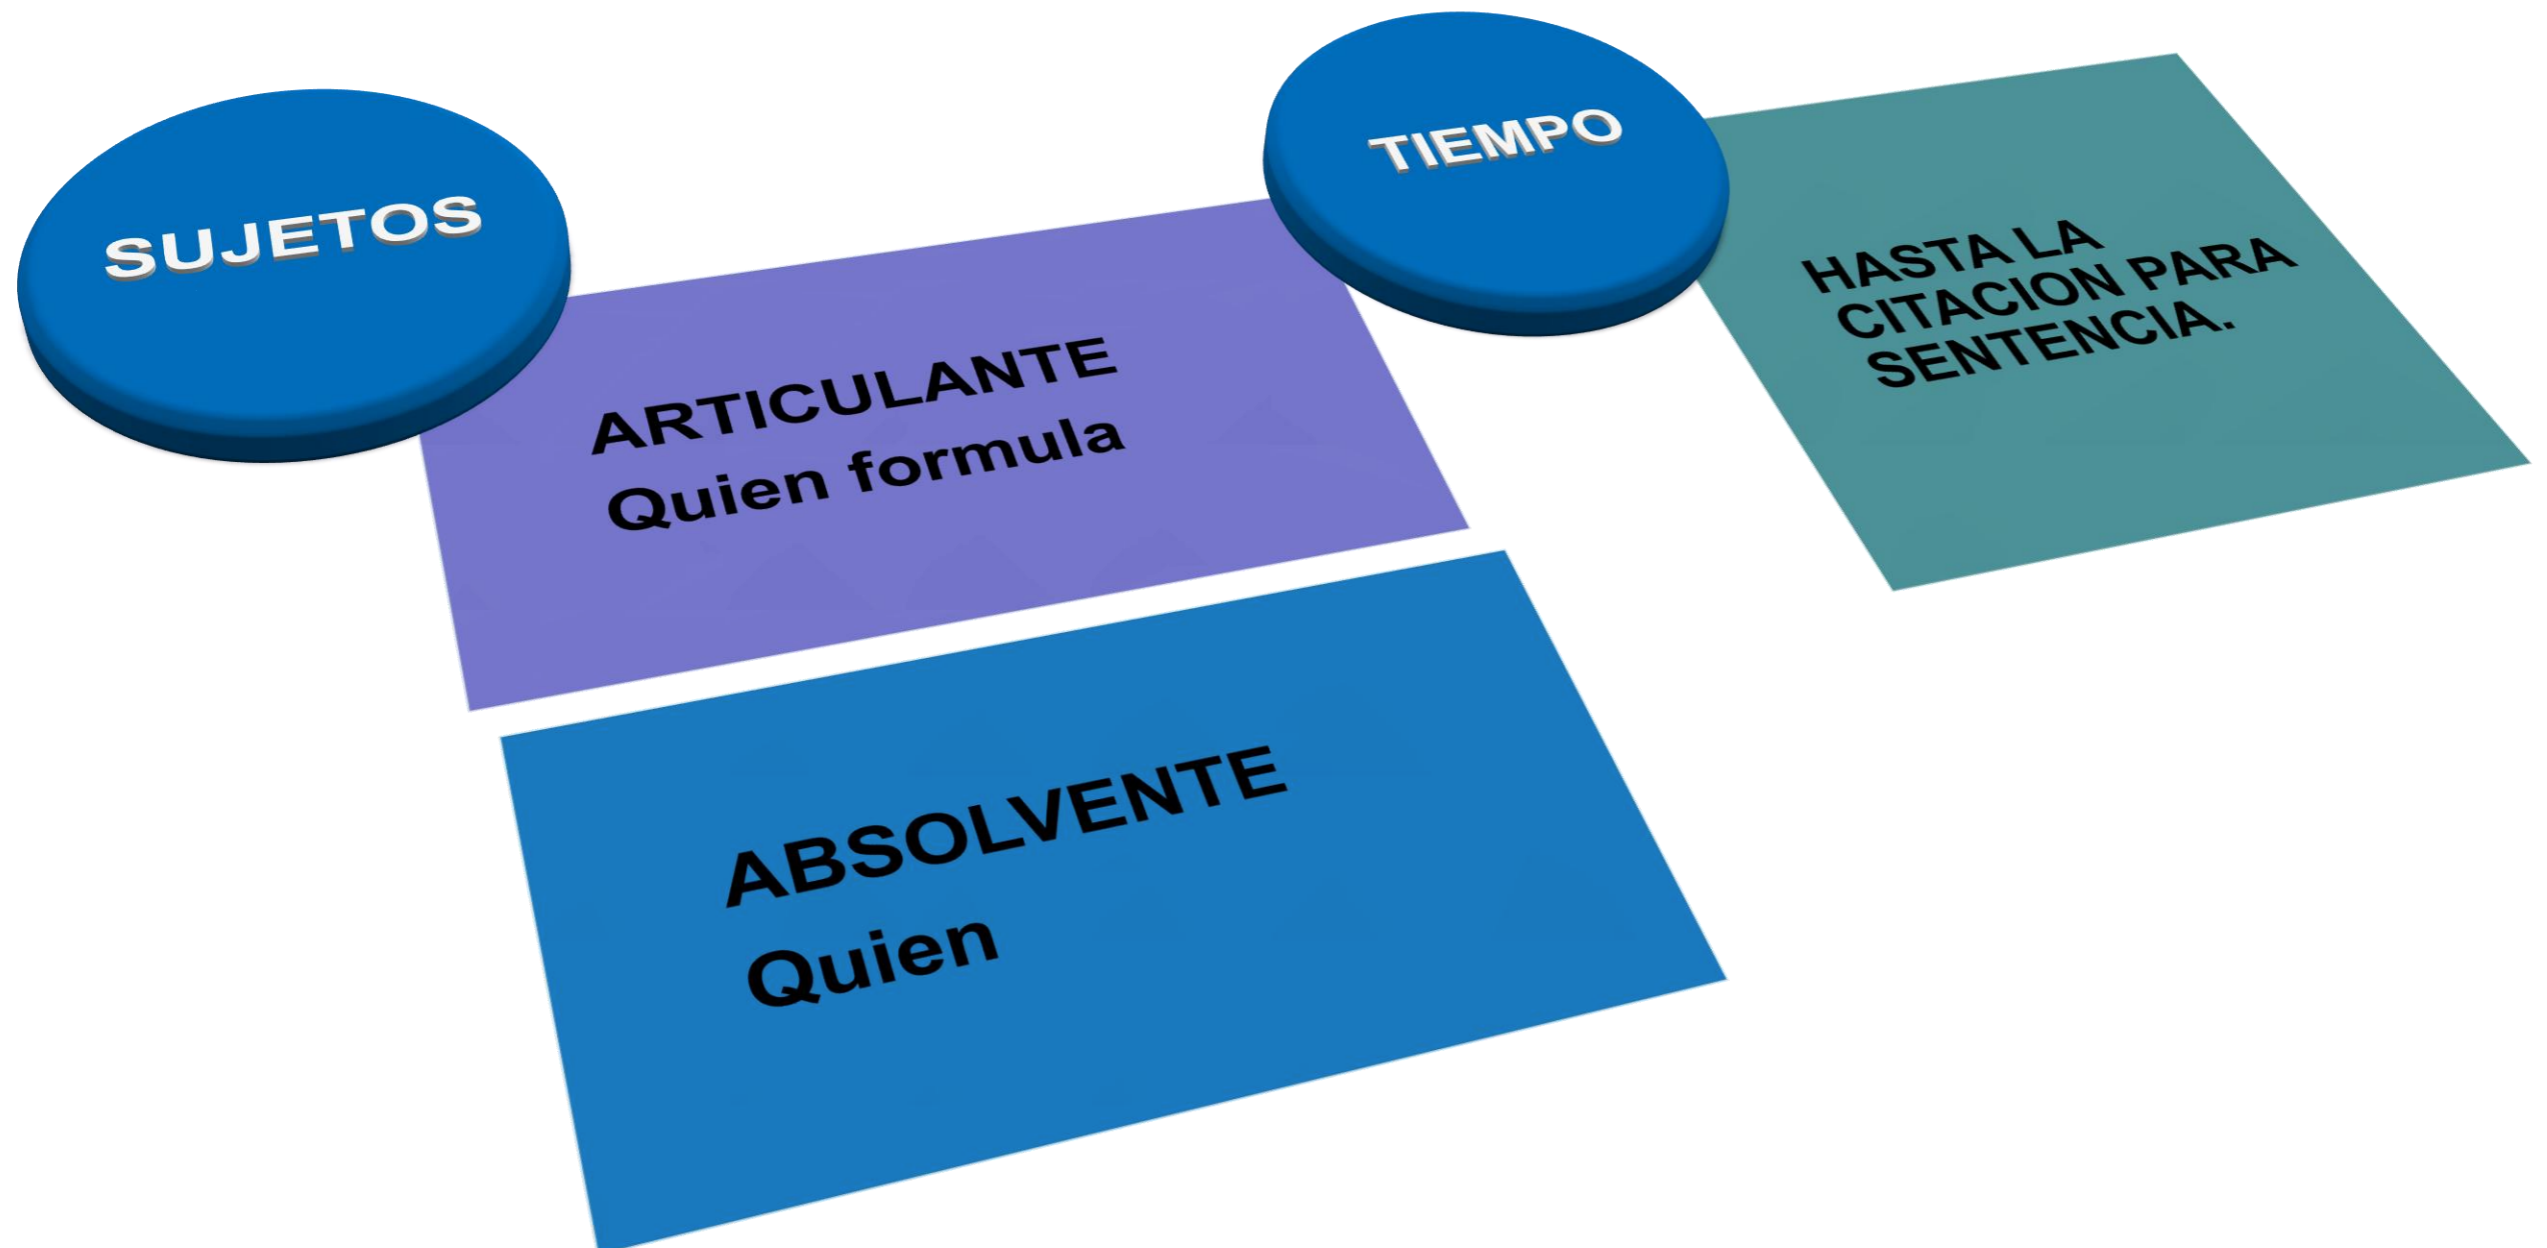 SUJETOS
ARTICULANTE
Quien formula
ABSOLVENTE
Quien
TIEMPO
HASTA LA
CITACION PARA
SENTENCIA.